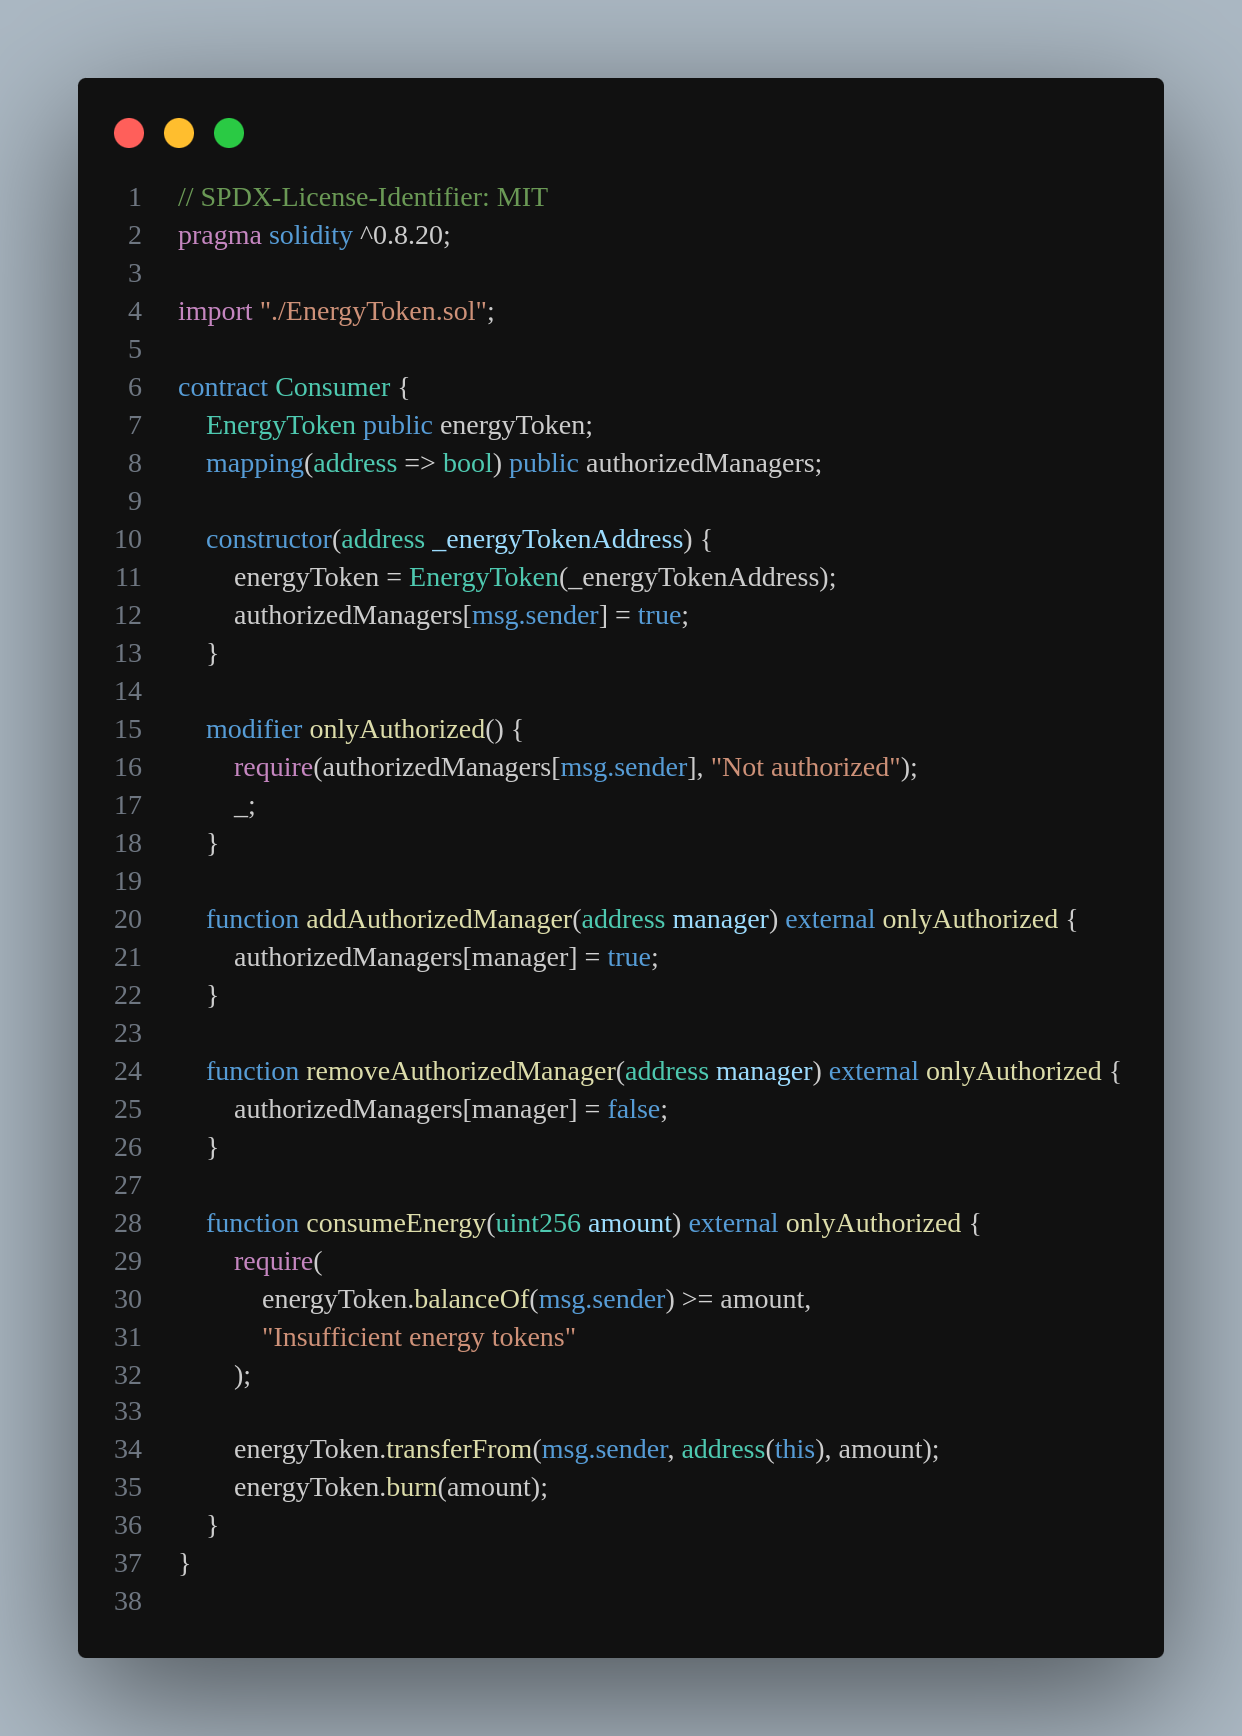 1 // SPDX-License-Identifier: MIT
2 pragma solidity ^0.8.20;
3
4 import "./EnergyToken.sol";
5
6 contract Consumer {
7     EnergyToken public energyToken;
8     mapping(address => bool) public authorizedManagers;
9
10     constructor(address _energyTokenAddress) {
11         energyToken = EnergyToken(_energyTokenAddress);
12         authorizedManagers[msg.sender] = true;
13     }
14
15     modifier onlyAuthorized() {
16         require(authorizedManagers[msg.sender], "Not authorized");
17         _;
18     }
19
20     function addAuthorizedManager(address manager) external onlyAuthorized {
21         authorizedManagers[manager] = true;
22     }
23
24     function removeAuthorizedManager(address manager) external onlyAuthorized {
25         authorizedManagers[manager] = false;
26     }
27
28     function consumeEnergy(uint256 amount) external onlyAuthorized {
29         require(
30             energyToken.balanceOf(msg.sender) >= amount,
31             "Insufficient energy tokens"
32         );
33
34         energyToken.transferFrom(msg.sender, address(this), amount);
35         energyToken.burn(amount);
36     }
37 }
38